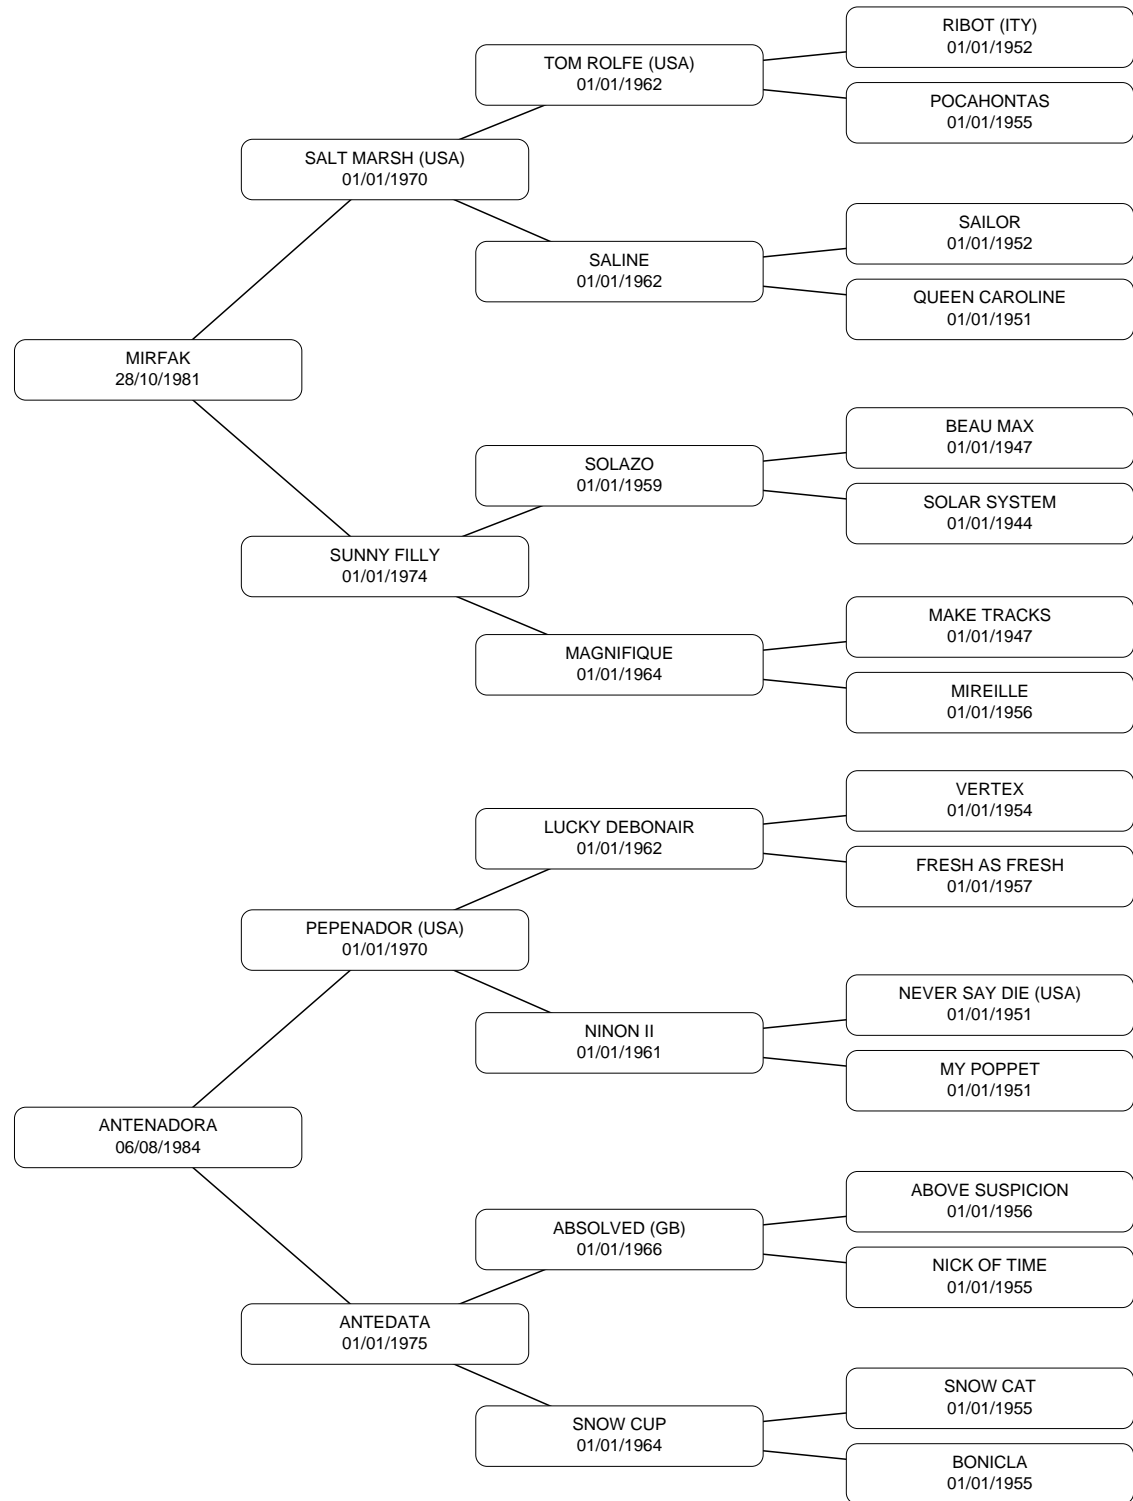 RIBOT (ITY)
01/01/1952
TOM ROLFE (USA)
01/01/1962
POCAHONTAS
01/01/1955
SALT MARSH (USA)
01/01/1970
SAILOR
01/01/1952
SALINE
01/01/1962
QUEEN CAROLINE
01/01/1951
MIRFAK
28/10/1981
BEAU MAX
01/01/1947
SOLAZO
01/01/1959
SOLAR SYSTEM
01/01/1944
SUNNY FILLY
01/01/1974
MAKE TRACKS
01/01/1947
MAGNIFIQUE
01/01/1964
MIREILLE
01/01/1956
VERTEX
01/01/1954
LUCKY DEBONAIR
01/01/1962
FRESH AS FRESH
01/01/1957
PEPENADOR (USA)
01/01/1970
NEVER SAY DIE (USA)
01/01/1951
NINON II
01/01/1961
MY POPPET
01/01/1951
ANTENADORA
06/08/1984
ABOVE SUSPICION
01/01/1956
ABSOLVED (GB)
01/01/1966
NICK OF TIME
01/01/1955
ANTEDATA
01/01/1975
SNOW CAT
01/01/1955
SNOW CUP
01/01/1964
BONICLA
01/01/1955